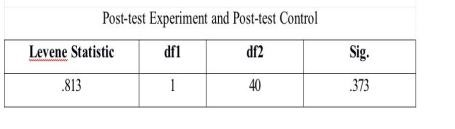 Post-test Experiment and Post-test Control
Levene Statistic df1 df2 Sig.
.813 1 40 .373